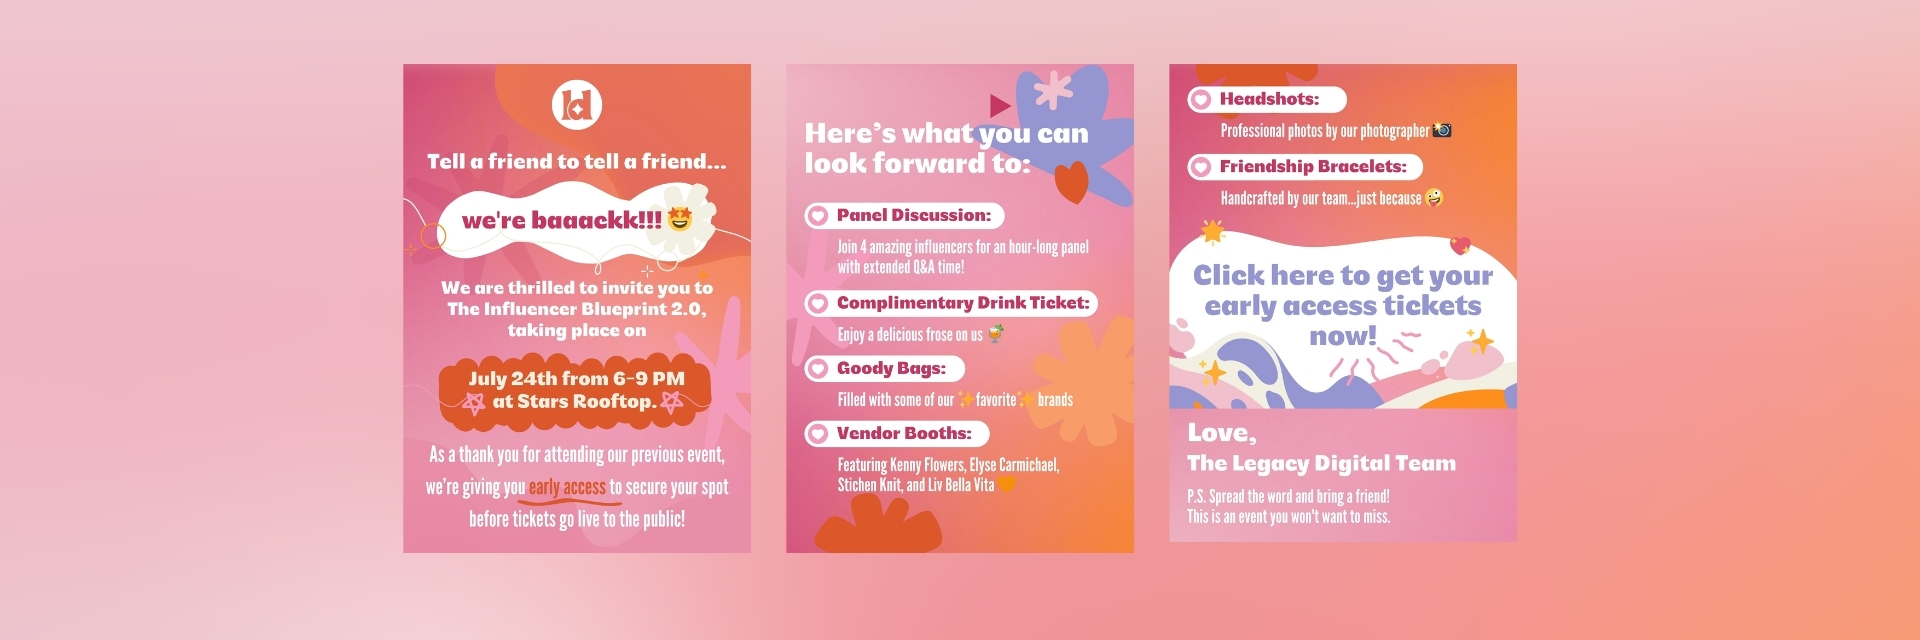 ld
Tell a friend to tell a friend...
we're baaackk!!!
We are thrilled to invite you to
The Influencer Blueprint 2.0,
taking place on
July 24th from 6-9 PM
at Stars Rooftop.
As a thank you for attending our previous event,
we're giving you early access to secure your spot
before tickets go live to the public!
Here's what you can
look forward to:
Panel Discussion:
Join 4 amazing influencers for an hour-long panel
with extended Q&A time!
Complimentary Drink Ticket:
Enjoy a delicious frose on us 🍹
Goody Bags:
Filled with some of our ✨favorite✨ brands
Vendor Booths:
Featuring Kenny Flowers, Elyse Carmichael,
Stichen Knit, and Liv Bella Vita 🧡
Headshots:
Professional photos by our photographer 📸
Friendship Bracelets:
Handcrafted by our team...just because 🤪
Click here to get your
early access tickets
now!
Love,
The Legacy Digital Team
P.S. Spread the word and bring a friend!
This is an event you won't want to miss.